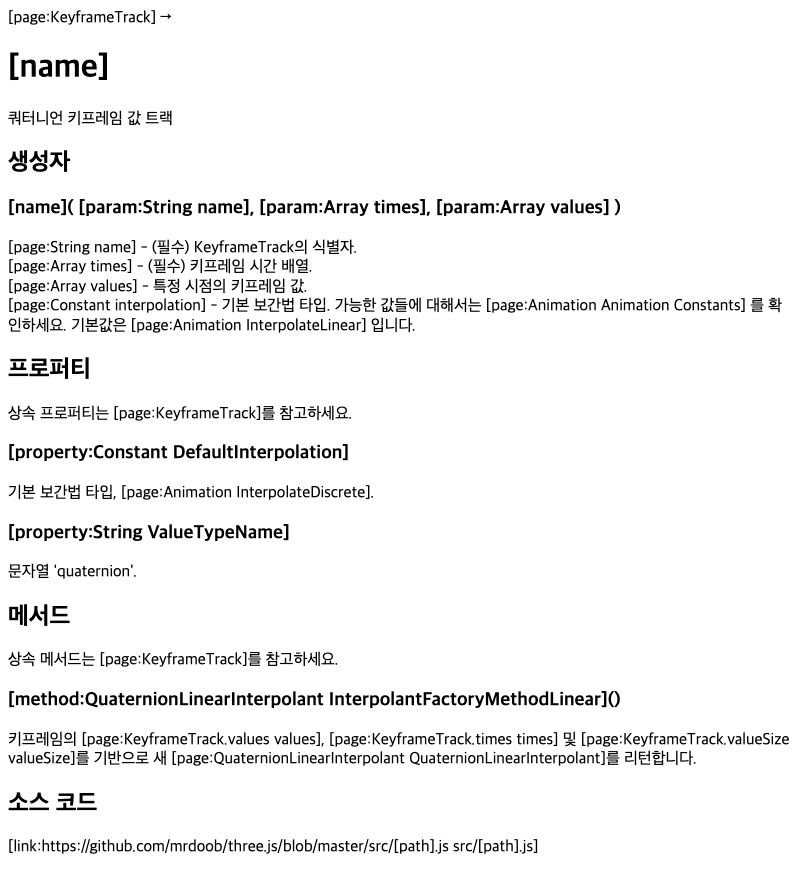 [page:KeyframeTrack] →
[name]
쿼터니언 키프레임 값 트랙
생성자
[name]( [param:String name], [param:Array times], [param:Array values] )
[page:String name] - (필수) KeyframeTrack의 식별자.
[page:Array times] - (필수) 키프레임 시간 배열.
[page:Array values] - 특정 시점의 키프레임 값.
[page:Constant interpolation] - 기본 보간법 타입. 가능한 값들에 대해서는 [page:Animation Animation Constants] 를 확
인하세요. 기본값은 [page:Animation InterpolateLinear] 입니다.
프로퍼티
상속 프로퍼티는 [page:KeyframeTrack]를 참고하세요.
[property:Constant DefaultInterpolation]
기본 보간법 타입, [page:Animation InterpolateDiscrete].
[property:String ValueTypeName]
문자열 'quaternion'.
메서드
상속 메서드는 [page:KeyframeTrack]를 참고하세요.
[method:QuaternionLinearInterpolant InterpolantFactoryMethodLinear]()
키프레임의 [page:KeyframeTrack.values values], [page:KeyframeTrack.times times] 및 [page:KeyframeTrack.valueSize
valueSize]를 기반으로 새 [page:QuaternionLinearInterpolant QuaternionLinearInterpolant]를 리턴합니다.
소스 코드
[link:https://github.com/mrdoob/three.js/blob/master/src/[path].js src/[path].js]